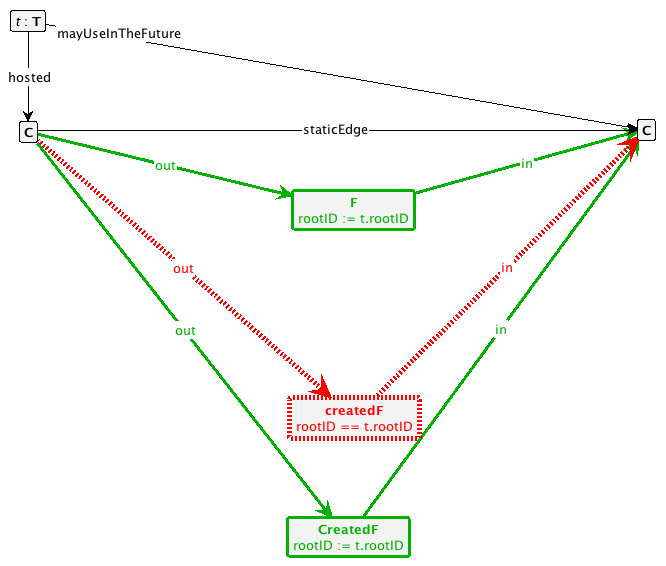 t : T
mayUseInTheFuture
hosted
C
staticEdge
C
out
in
F
rootID := t.rootID
out
in
out
in
createdF
rootID == t.rootID
CreatedF
rootID := t.rootID